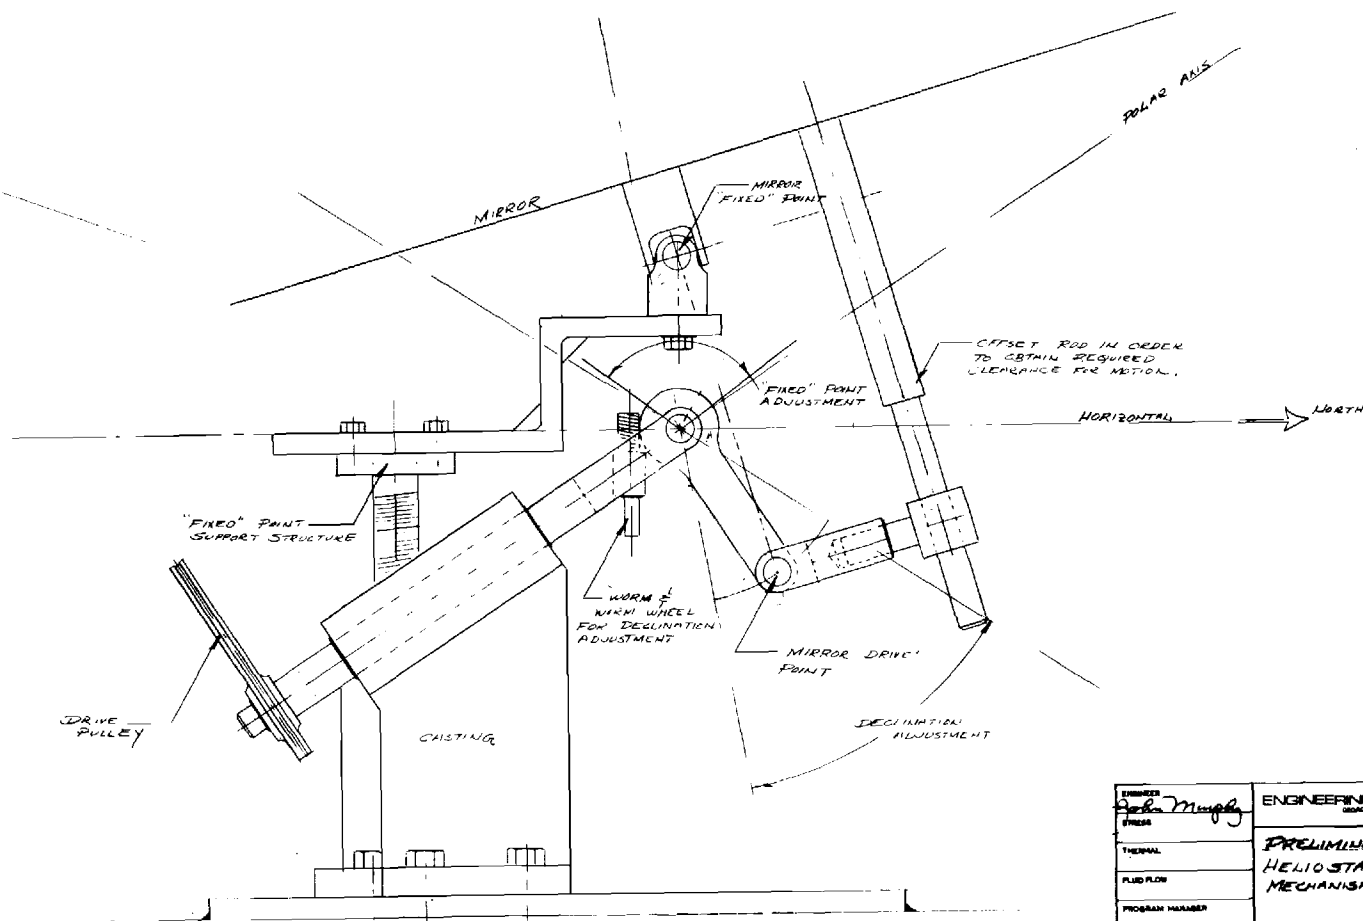 POLAR AXIS
MIRROR
"FIXED" POINT
MIRROR
OFFSET ROD IN ORDER
TO OBTAIN REQUIRED
CLEARANCE FOR MOTION.
"FIXED" POINT
ADJUSTMENT
HORIZONTAL
NORTH
"FIXED" POINT
SUPPORT STRUCTURE
WORM &
WORM WHEEL
FOR DECLINATION
ADJUSTMENT
MIRROR DRIVE
POINT
DRIVE
PULLEY
CASTING
DECLINATION
ADJUSTMENT
ENGINEER
John Murphy
STRESS
THERMAL
FLUID FLOW
PROGRAM MANAGER
ENGINEERIN
PRELIMIN
HELIOSTA
MECHANIS